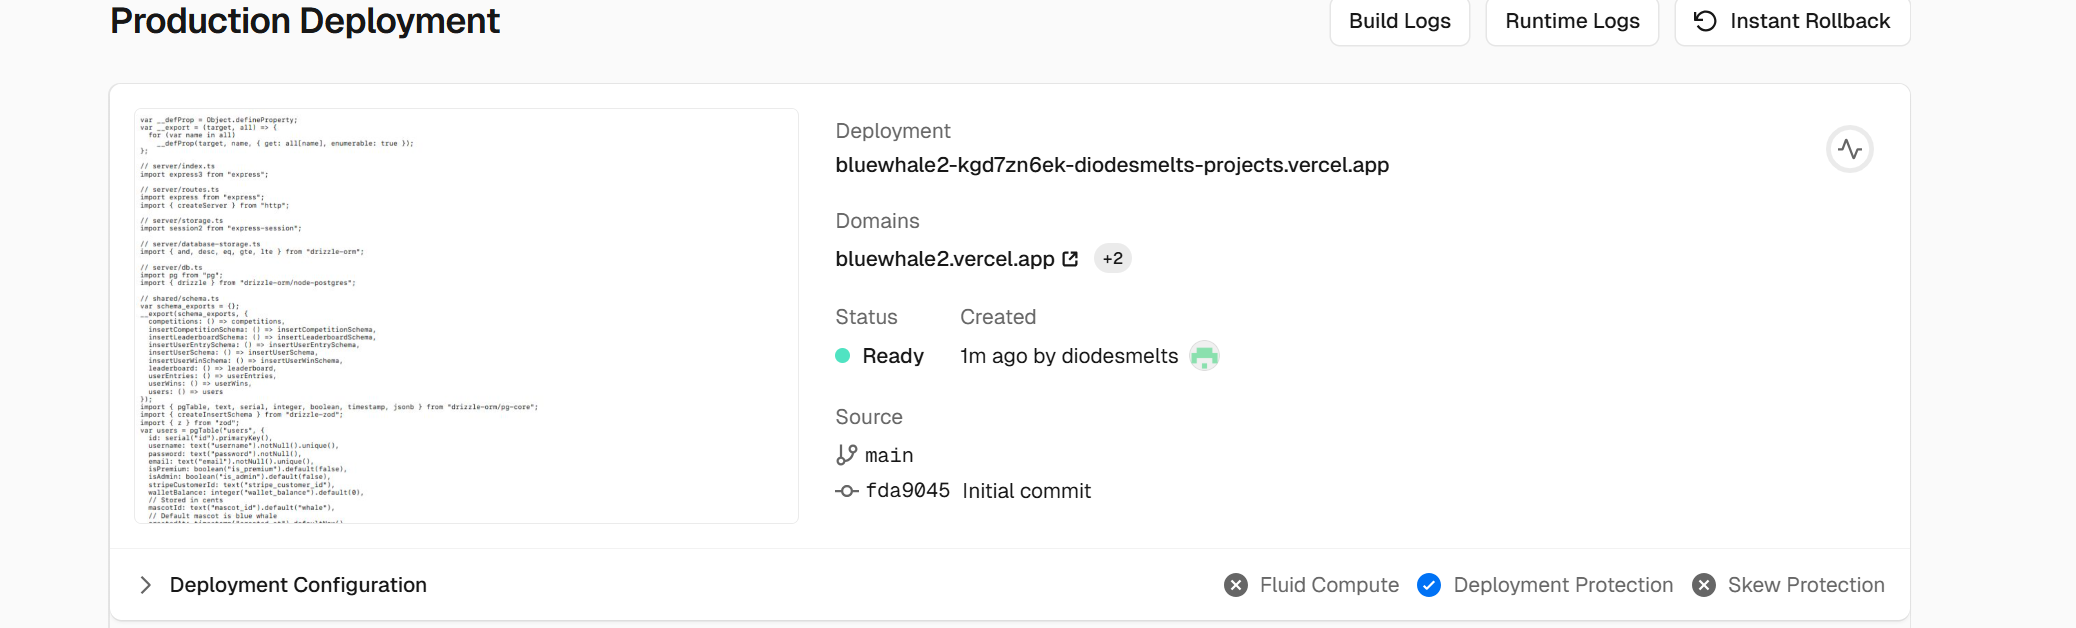 Production Deployment
Build Logs
Runtime Logs
Instant Rollback
var __defProp = Object.defineProperty;
var __export = (target, all) => {
  for (var name in all)
    __defProp(target, name, { get: all[name], enumerable: true });
};
// server/index.ts
import express3 from "express";
// server/routes.ts
import express from "express";
import { createServer } from "http";
// server/storage.ts
import session2 from "express-session";
// server/database-storage.ts
import { and, desc, eq, gte, lte } from "drizzle-orm";
// server/db.ts
import pg from "pg";
import { drizzle } from "drizzle-orm/node-postgres";
// shared/schema.ts
var schema_exports = {};
__export(schema_exports, {
  competitions: () => competitions,
  insertCompetitionSchema: () => insertCompetitionSchema,
  insertLeaderboardSchema: () => insertLeaderboardSchema,
  insertUserEntrySchema: () => insertUserEntrySchema,
  insertUserSchema: () => insertUserSchema,
  insertUserWinSchema: () => insertUserWinSchema,
  leaderboard: () => leaderboard,
  userEntries: () => userEntries,
  userWins: () => userWins,
  users: () => users
});
import { pgTable, text, serial, integer, boolean, timestamp, jsonb } from "drizzle-orm/pg-core";
import { createInsertSchema } from "drizzle-zod";
import { z } from "zod";
var users = pgTable("users", {
  id: serial("id").primaryKey(),
  username: text("username").notNull().unique(),
  password: text("password").notNull(),
  email: text("email").notNull().unique(),
  isPremium: boolean("is_premium").default(false),
  isAdmin: boolean("is_admin").default(false),
  stripeCustomerId: text("stripe_customer_id"),
  walletBalance: integer("wallet_balance").default(0),
  // Stored in cents
  mascotId: text("mascot_id").default("whale"),
  // Default mascot is blue whale
Deployment
bluewhale2-kgd7zn6ek-diodesmelts-projects.vercel.app
Domains
bluewhale2.vercel.app +2
Status Created
Ready 1m ago by diodesmelts
Source
main
fda9045 Initial commit
Deployment Configuration
Fluid Compute
Deployment Protection
Skew Protection